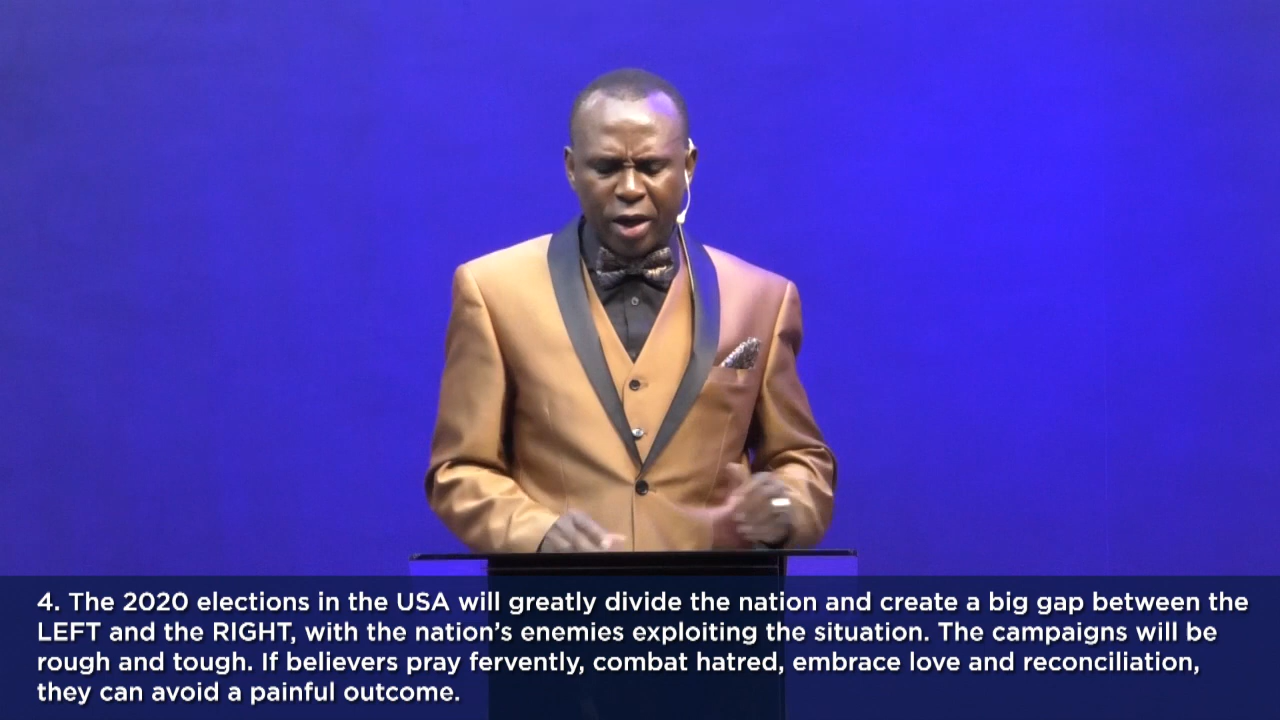 4. The 2020 elections in the USA will greatly divide the nation and create a big gap between the
LEFT and the RIGHT, with the nation’s enemies exploiting the situation. The campaigns will be
rough and tough. If believers pray fervently, combat hatred, embrace love and reconciliation,
they can avoid a painful outcome.